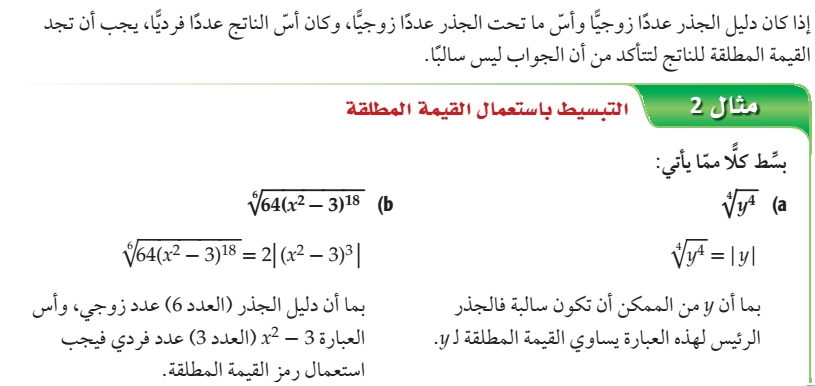 إذا كان دليل الجذر عددًا زوجيًّا وأسّ ما تحت الجذر عددًا زوجيًّا، وكان أسّ الناتج عددًا فرديًّا، يجب أن تجد
القيمة المطلقة للناتج لتتأكد من أن الجواب ليس سالبًا.
مثال 2 التبسيط باستعمال القيمة المطلقة
بسِّط كلًّا ممّا يأتي:
(a ∜y⁴
∜y⁴ = |y|
بما أن y من الممكن أن تكون سالبة فالجذر
الرئيس لهذه العبارة يساوي القيمة المطلقة لـ y.
(b ⁶√64(x² − 3)¹⁸
⁶√64(x² − 3)¹⁸ = 2|(x² − 3)³|
بما أن دليل الجذر (العدد 6) عدد زوجي، وأس
العبارة x² − 3 (العدد 3) عدد فردي فيجب
استعمال رمز القيمة المطلقة.